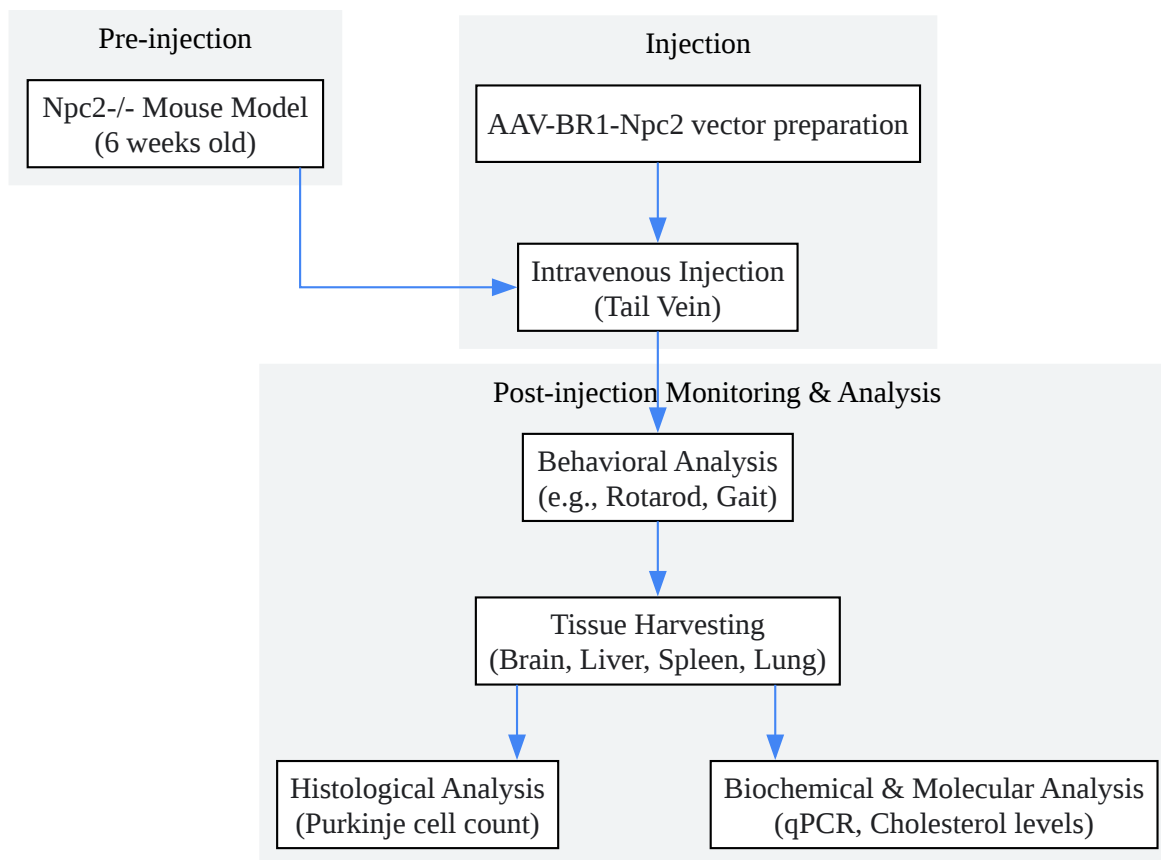 Pre-injection
Npc2-/- Mouse Model
(6 weeks old)
Injection
AAV-BR1-Npc2 vector preparation
Intravenous Injection
(Tail Vein)
Post-injection Monitoring & Analysis
Behavioral Analysis
(e.g., Rotarod, Gait)
Tissue Harvesting
(Brain, Liver, Spleen, Lung)
Histological Analysis
(Purkinje cell count)
Biochemical & Molecular Analysis
(qPCR, Cholesterol levels)